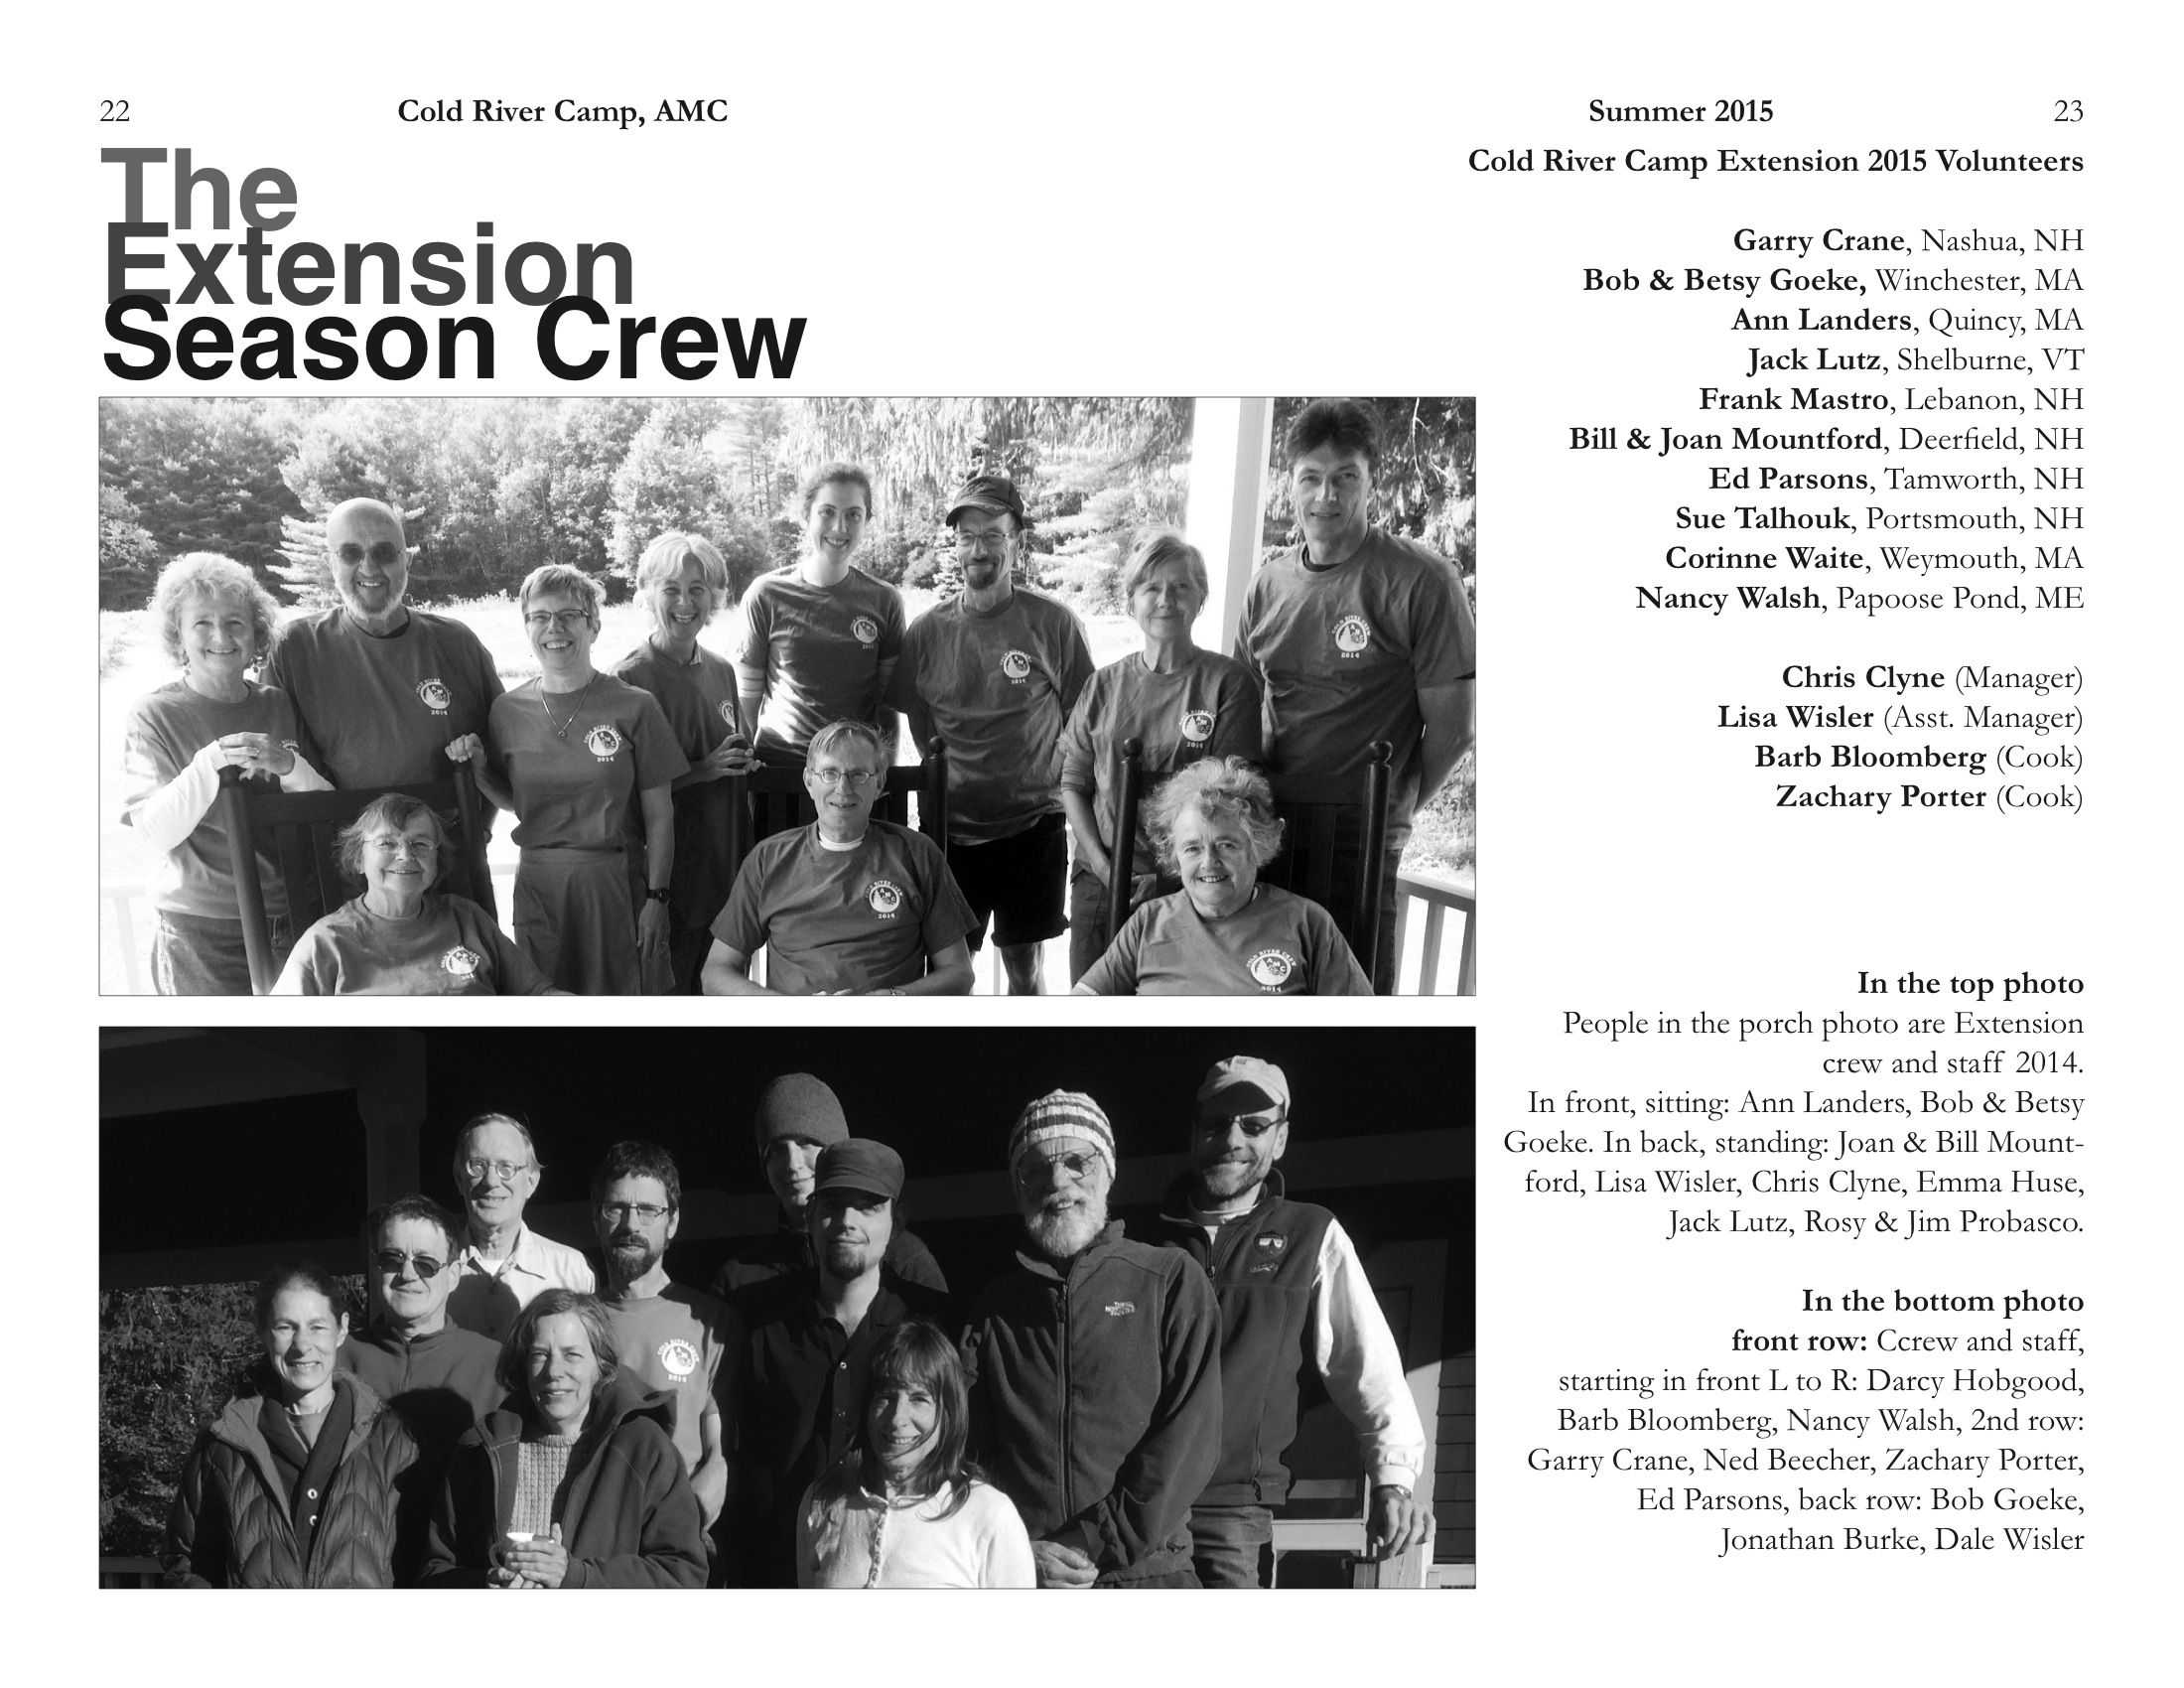 22
Cold River Camp, AMC
The
Extension
Season Crew
Summer 2015
23
Cold River Camp Extension 2015 Volunteers
Garry Crane, Nashua, NH
Bob & Betsy Goeke, Winchester, MA
Ann Landers, Quincy, MA
Jack Lutz, Shelburne, VT
Frank Mastro, Lebanon, NH
Bill & Joan Mountford, Deerfield, NH
Ed Parsons, Tamworth, NH
Sue Talhouk, Portsmouth, NH
Corinne Waite, Weymouth, MA
Nancy Walsh, Papoose Pond, ME
Chris Clyne (Manager)
Lisa Wisler (Asst. Manager)
Barb Bloomberg (Cook)
Zachary Porter (Cook)
In the top photo
People in the porch photo are Extension
crew and staff 2014.
In front, sitting: Ann Landers, Bob & Betsy
Goeke. In back, standing: Joan & Bill Mount-
ford, Lisa Wisler, Chris Clyne, Emma Huse,
Jack Lutz, Rosy & Jim Probasco.
In the bottom photo
front row: Ccrew and staff,
starting in front L to R: Darcy Hobgood,
Barb Bloomberg, Nancy Walsh, 2nd row:
Garry Crane, Ned Beecher, Zachary Porter,
Ed Parsons, back row: Bob Goeke,
Jonathan Burke, Dale Wisler
COLD RIVER CREW
AMC
2014